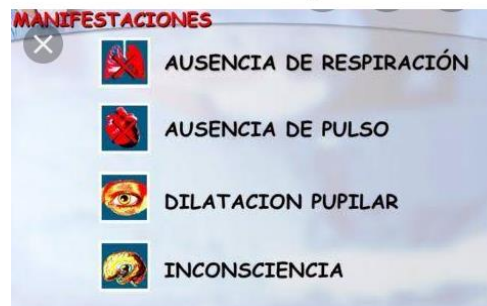 MANIFESTACIONES
AUSENCIA DE RESPIRACIÓN
AUSENCIA DE PULSO
DILATACION PUPILAR
INCONSCIENCIA